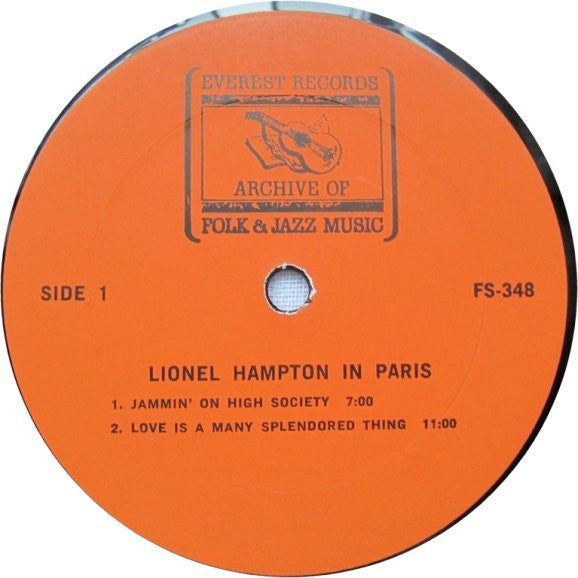 EVEREST RECORDS
ARCHIVE OF
FOLK & JAZZ MUSIC
SIDE 1
FS-348
LIONEL HAMPTON IN PARIS
1. JAMMIN' ON HIGH SOCIETY 7:00
2. LOVE IS A MANY SPLENDORED THING 11:00